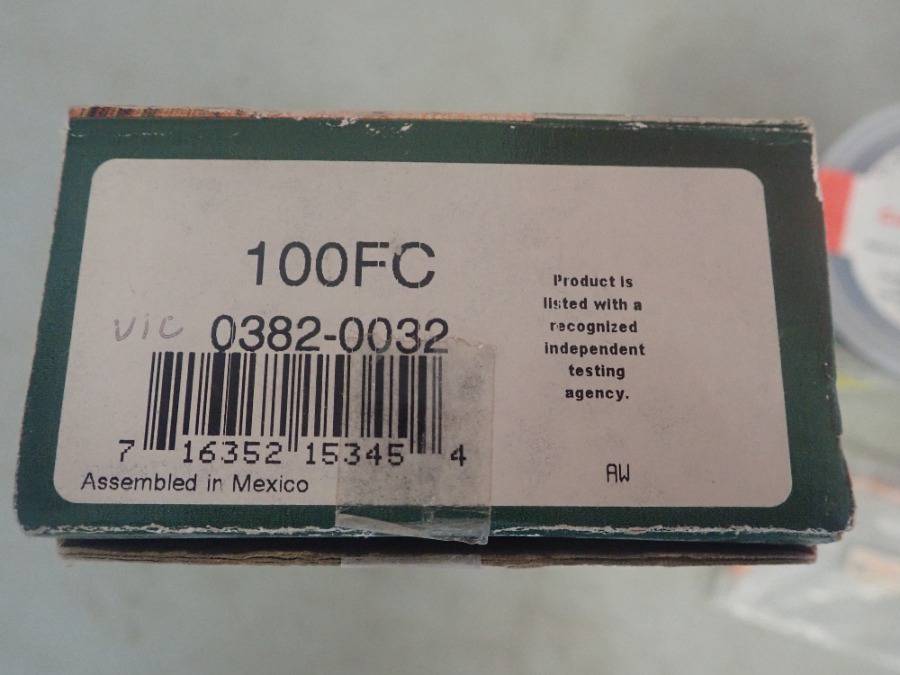 100FC
vic 0382-0032
7 16352 15345 4
Assembled in Mexico
Product is
listed with a
recognized
independent
testing
agency.
AW